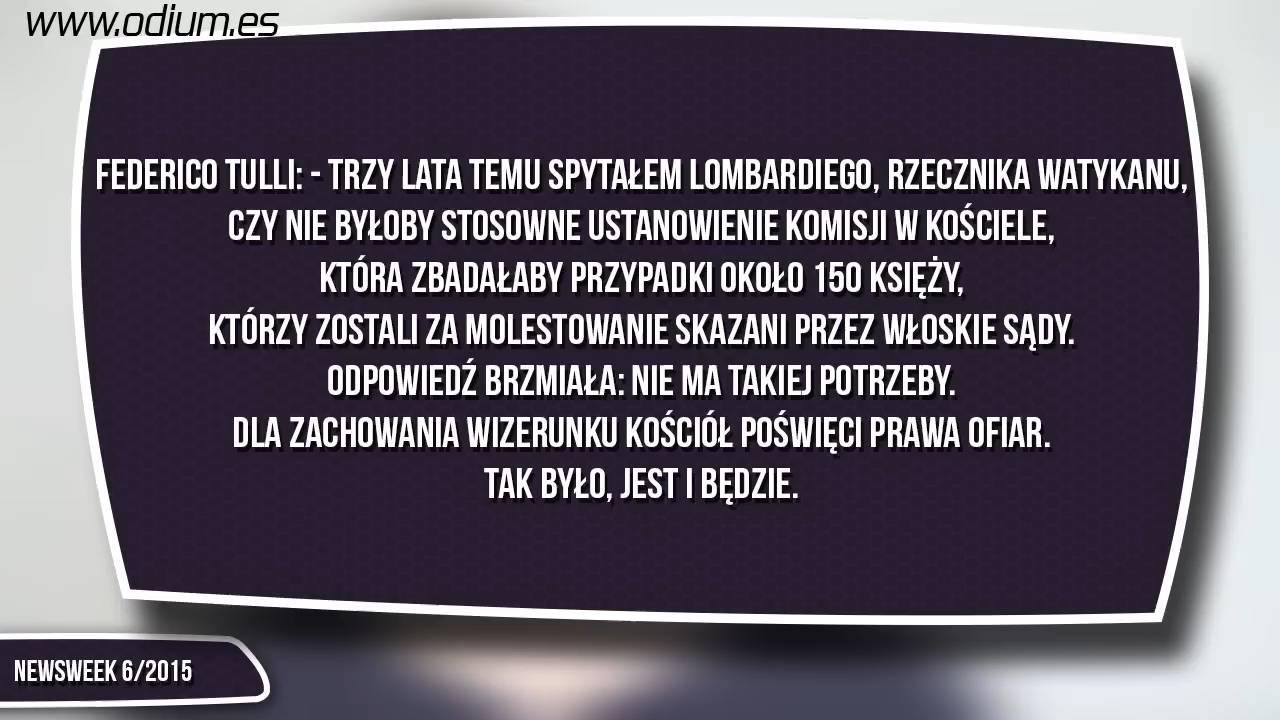 www.odium.es
FEDERICO TULLI: - TRZY LATA TEMU SPYTAŁEM LOMBARDIEGO, RZECZNIKA WATYKANU,
CZY NIE BYŁOBY STOSOWNE USTANOWIENIE KOMISJI W KOŚCIELE,
KTÓRA ZBADAŁABY PRZYPADKI OKOŁO 150 KSIĘŻY,
KTÓRZY ZOSTALI ZA MOLESTOWANIE SKAZANI PRZEZ WŁOSKIE SĄDY.
ODPOWIEDŹ BRZMIAŁA: NIE MA TAKIEJ POTRZEBY.
DLA ZACHOWANIA WIZERUNKU KOŚCIÓŁ POŚWIĘCI PRAWA OFIAR.
TAK BYŁO, JEST I BĘDZIE.
NEWSWEEK 6/2015